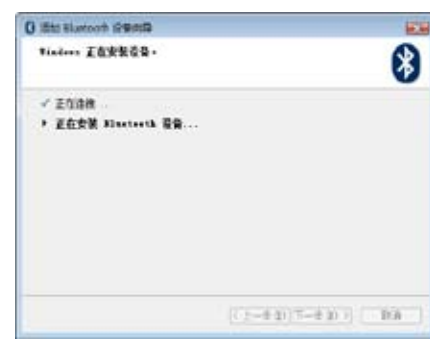 添加 Bluetooth 设备向导
Windows 正在安装设备。
正在连接...
正在安装 Bluetooth 设备...
< 上一步(B) 下一步(N) > 取消